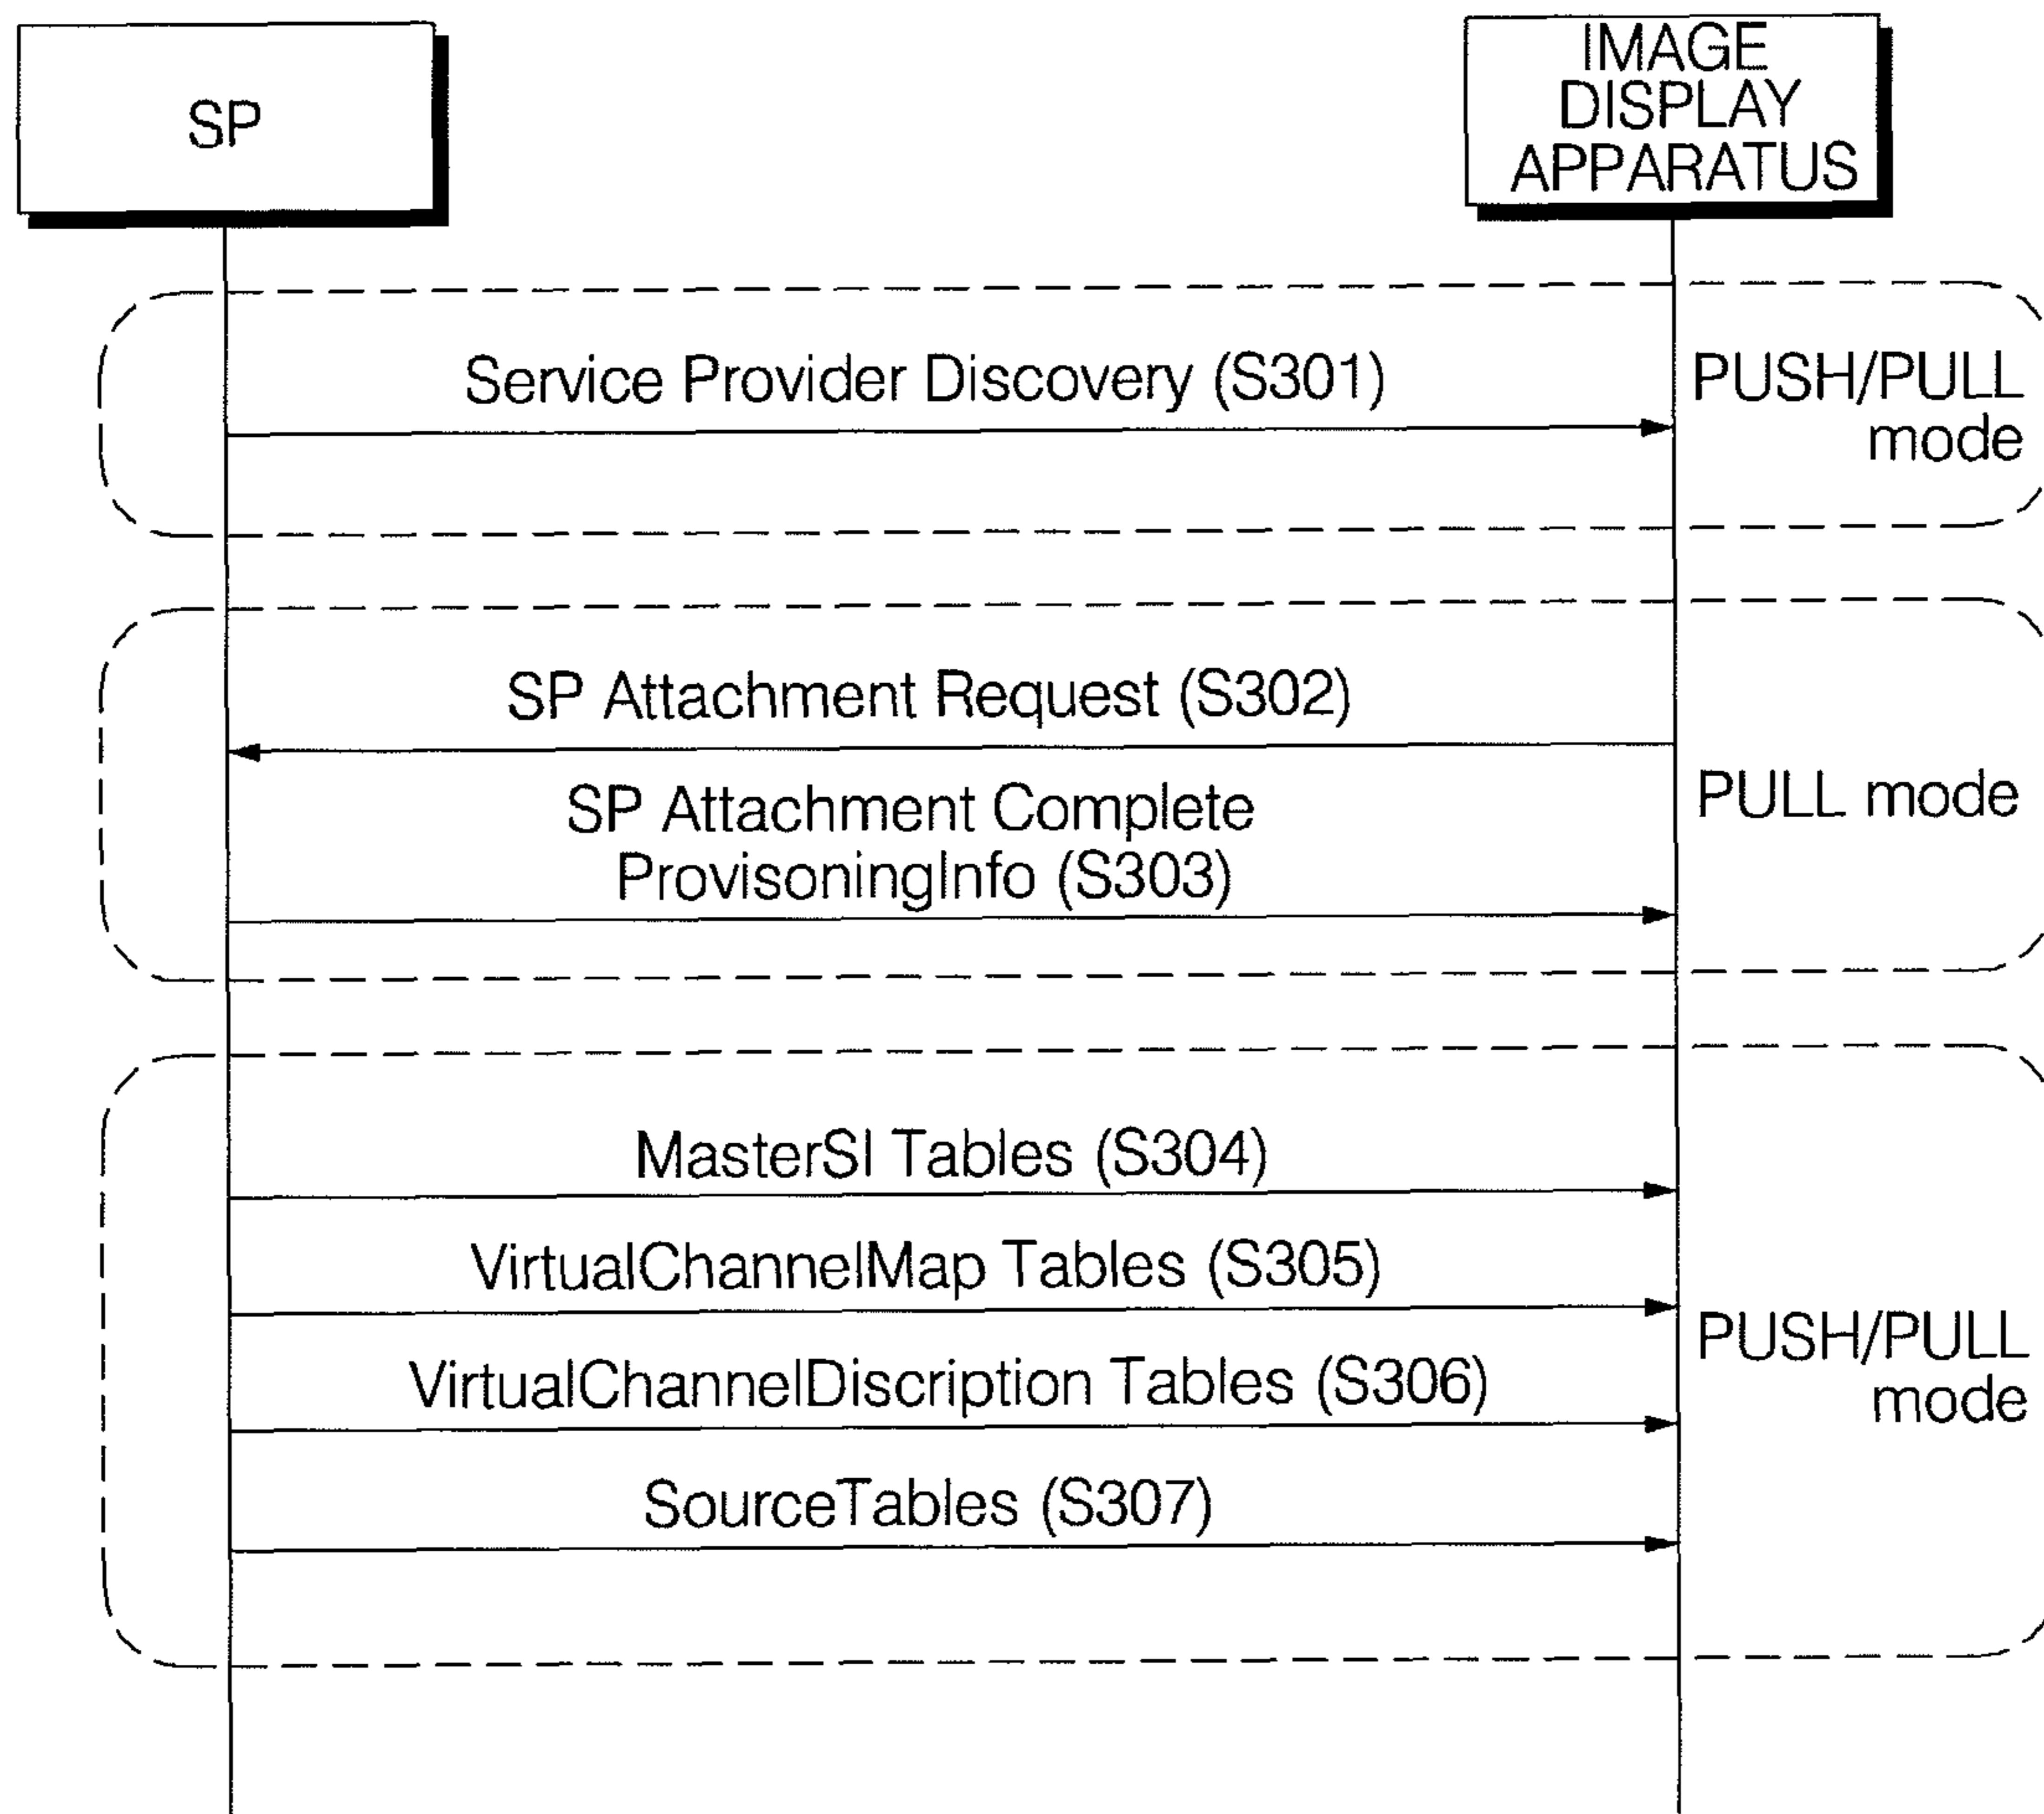 SP
IMAGE
DISPLAY
APPARATUS
Service Provider Discovery (S301)
PUSH/PULL
mode
SP Attachment Request (S302)
SP Attachment Complete
ProvisoningInfo (S303)
PULL mode
MasterSI Tables (S304)
VirtualChannelMap Tables (S305)
VirtualChannelDiscription Tables (S306)
SourceTables (S307)
PUSH/PULL
mode